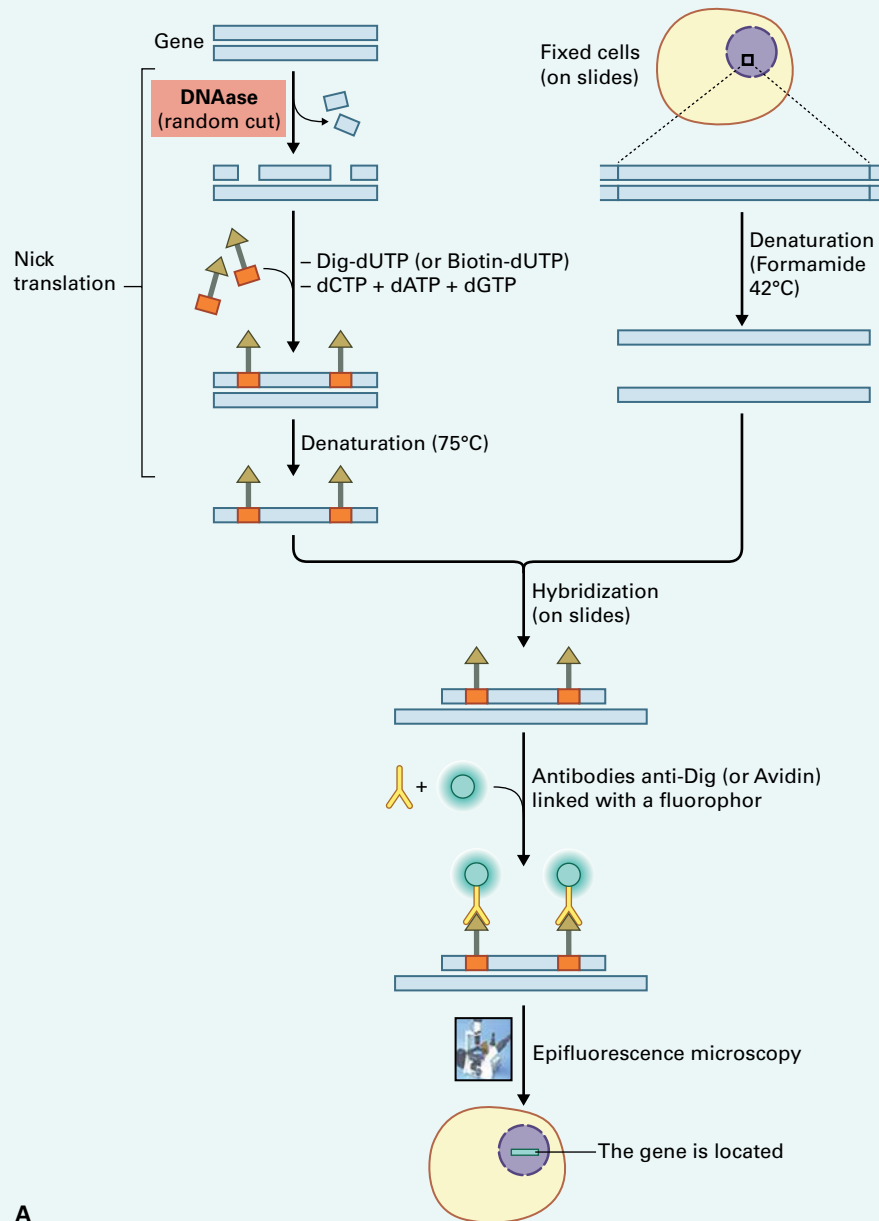 Gene
DNAase
(random cut)
Nick
translation
– Dig-dUTP (or Biotin-dUTP)
– dCTP + dATP + dGTP
Denaturation (75°C)
Fixed cells
(on slides)
Denaturation
(Formamide
42°C)
Hybridization
(on slides)
+
Antibodies anti-Dig (or Avidin)
linked with a fluorophor
Epifluorescence microscopy
The gene is located
A